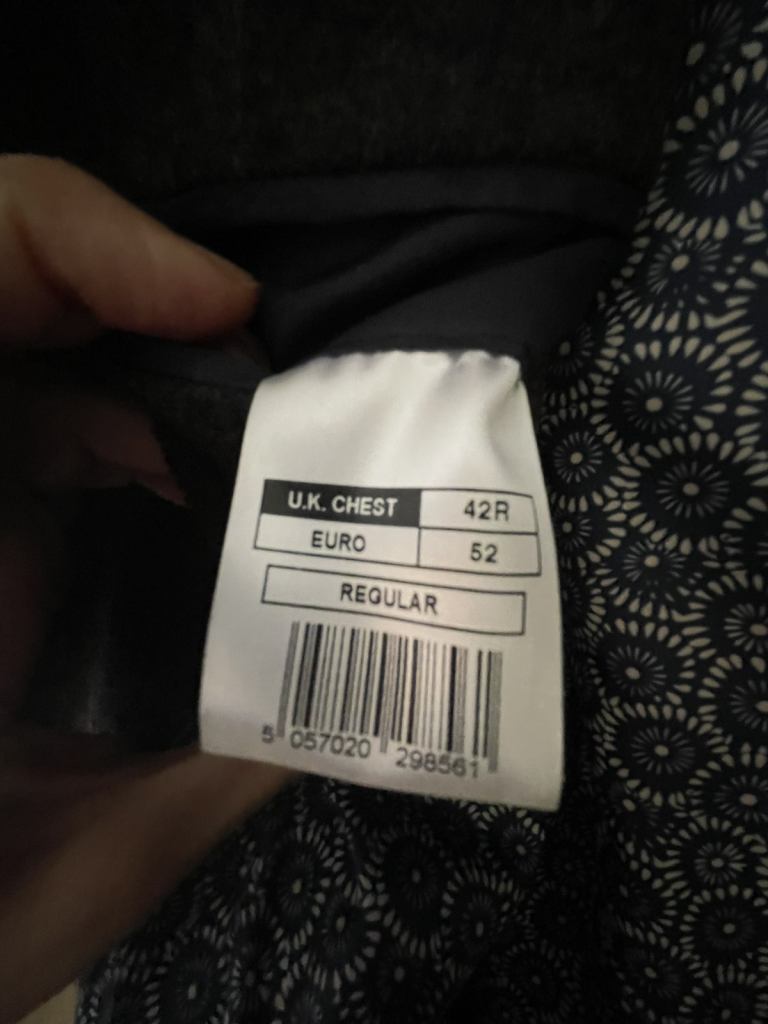 U.K. CHEST 42R
EURO 52
REGULAR
5 057020 298561